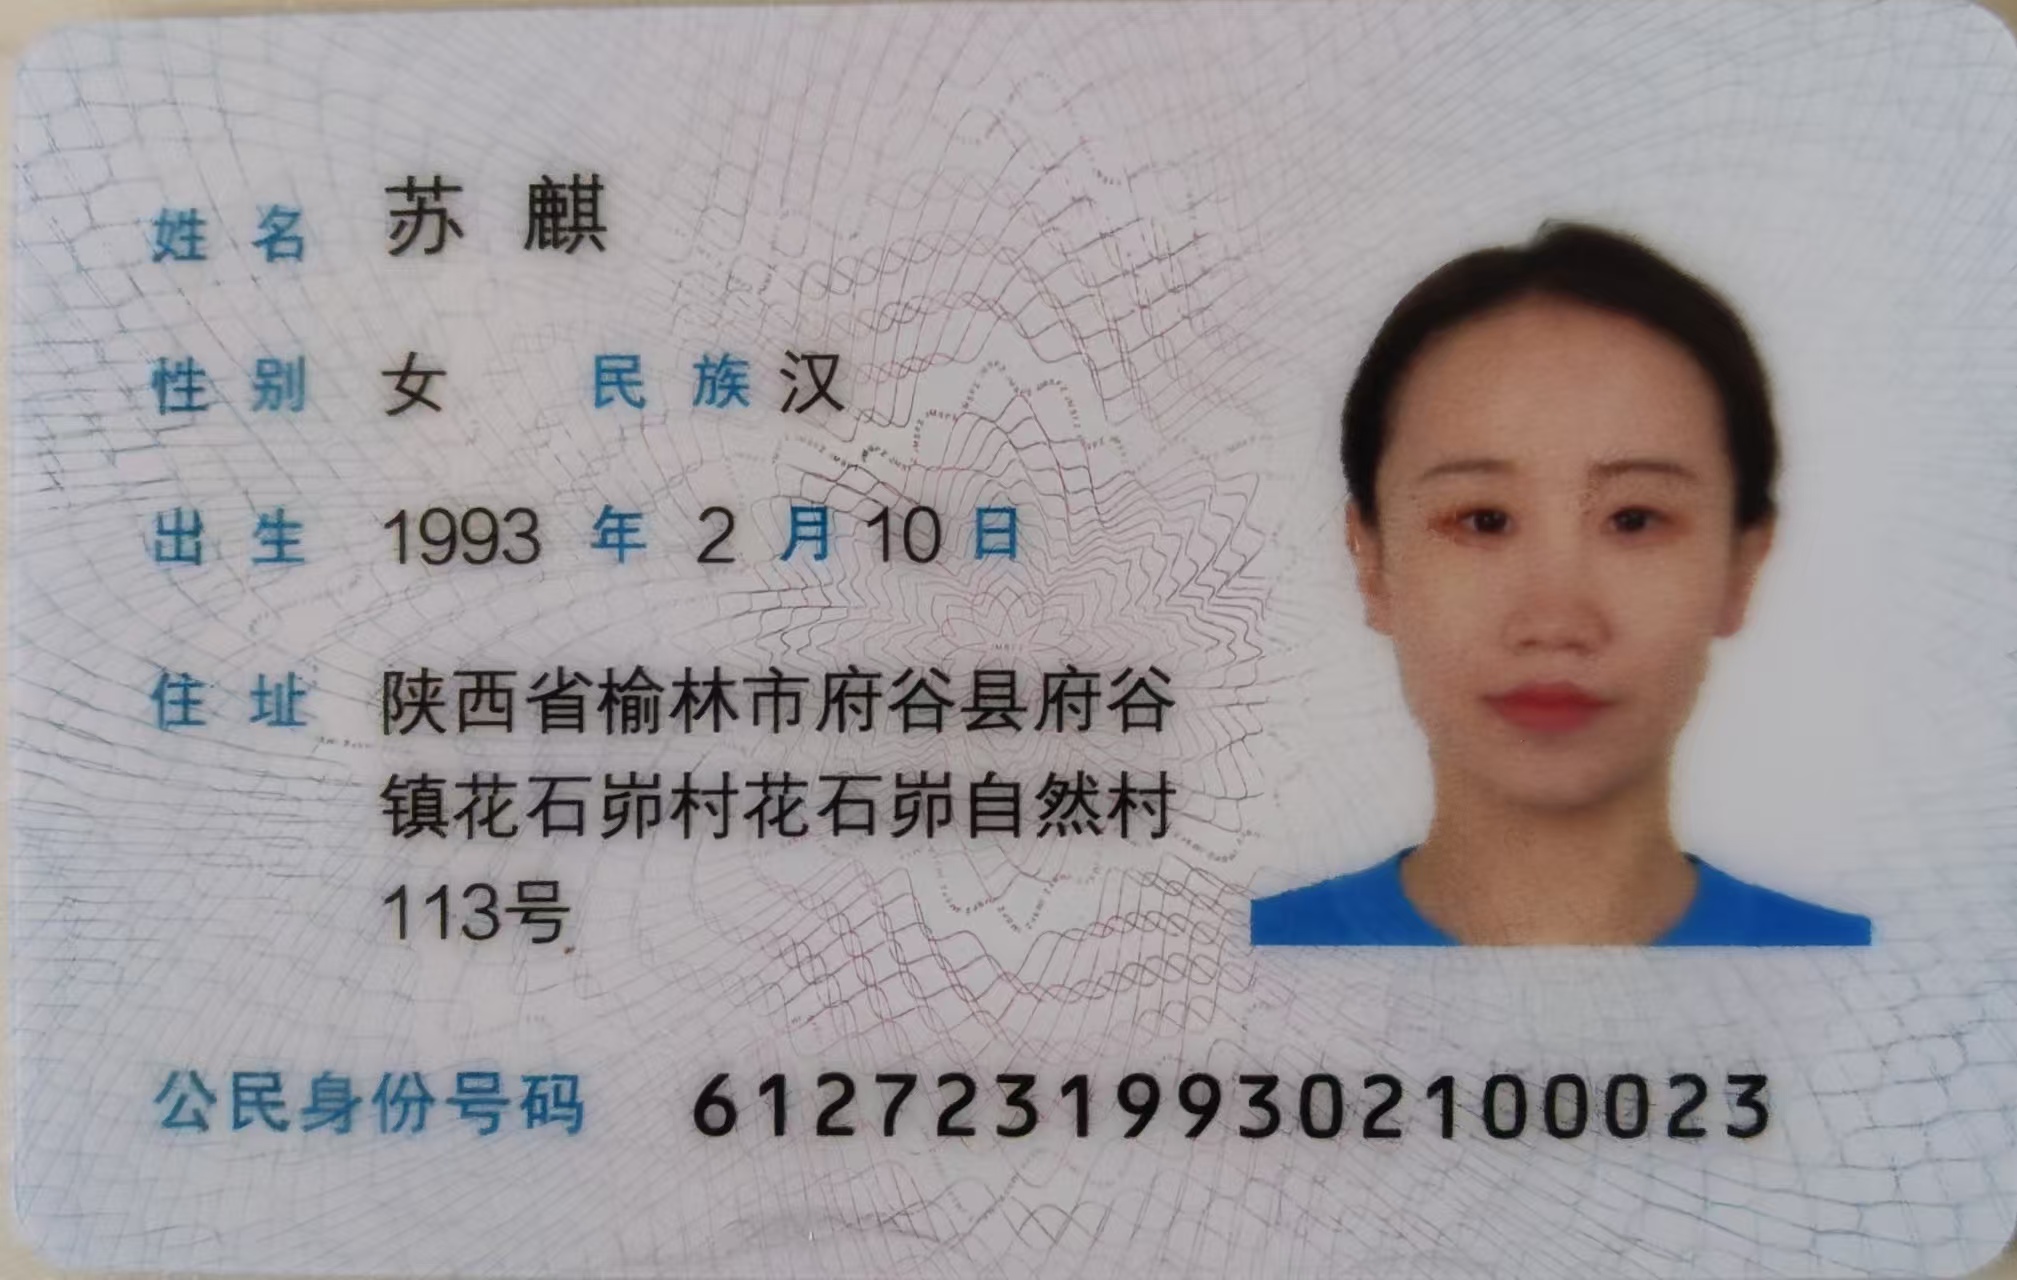 姓名 苏麒
性别 女 民族 汉
出生 1993 年 2 月 10 日
住址 陕西省榆林市府谷县府谷
镇花石峁村花石峁自然村
113号
公民身份号码 612723199302100023